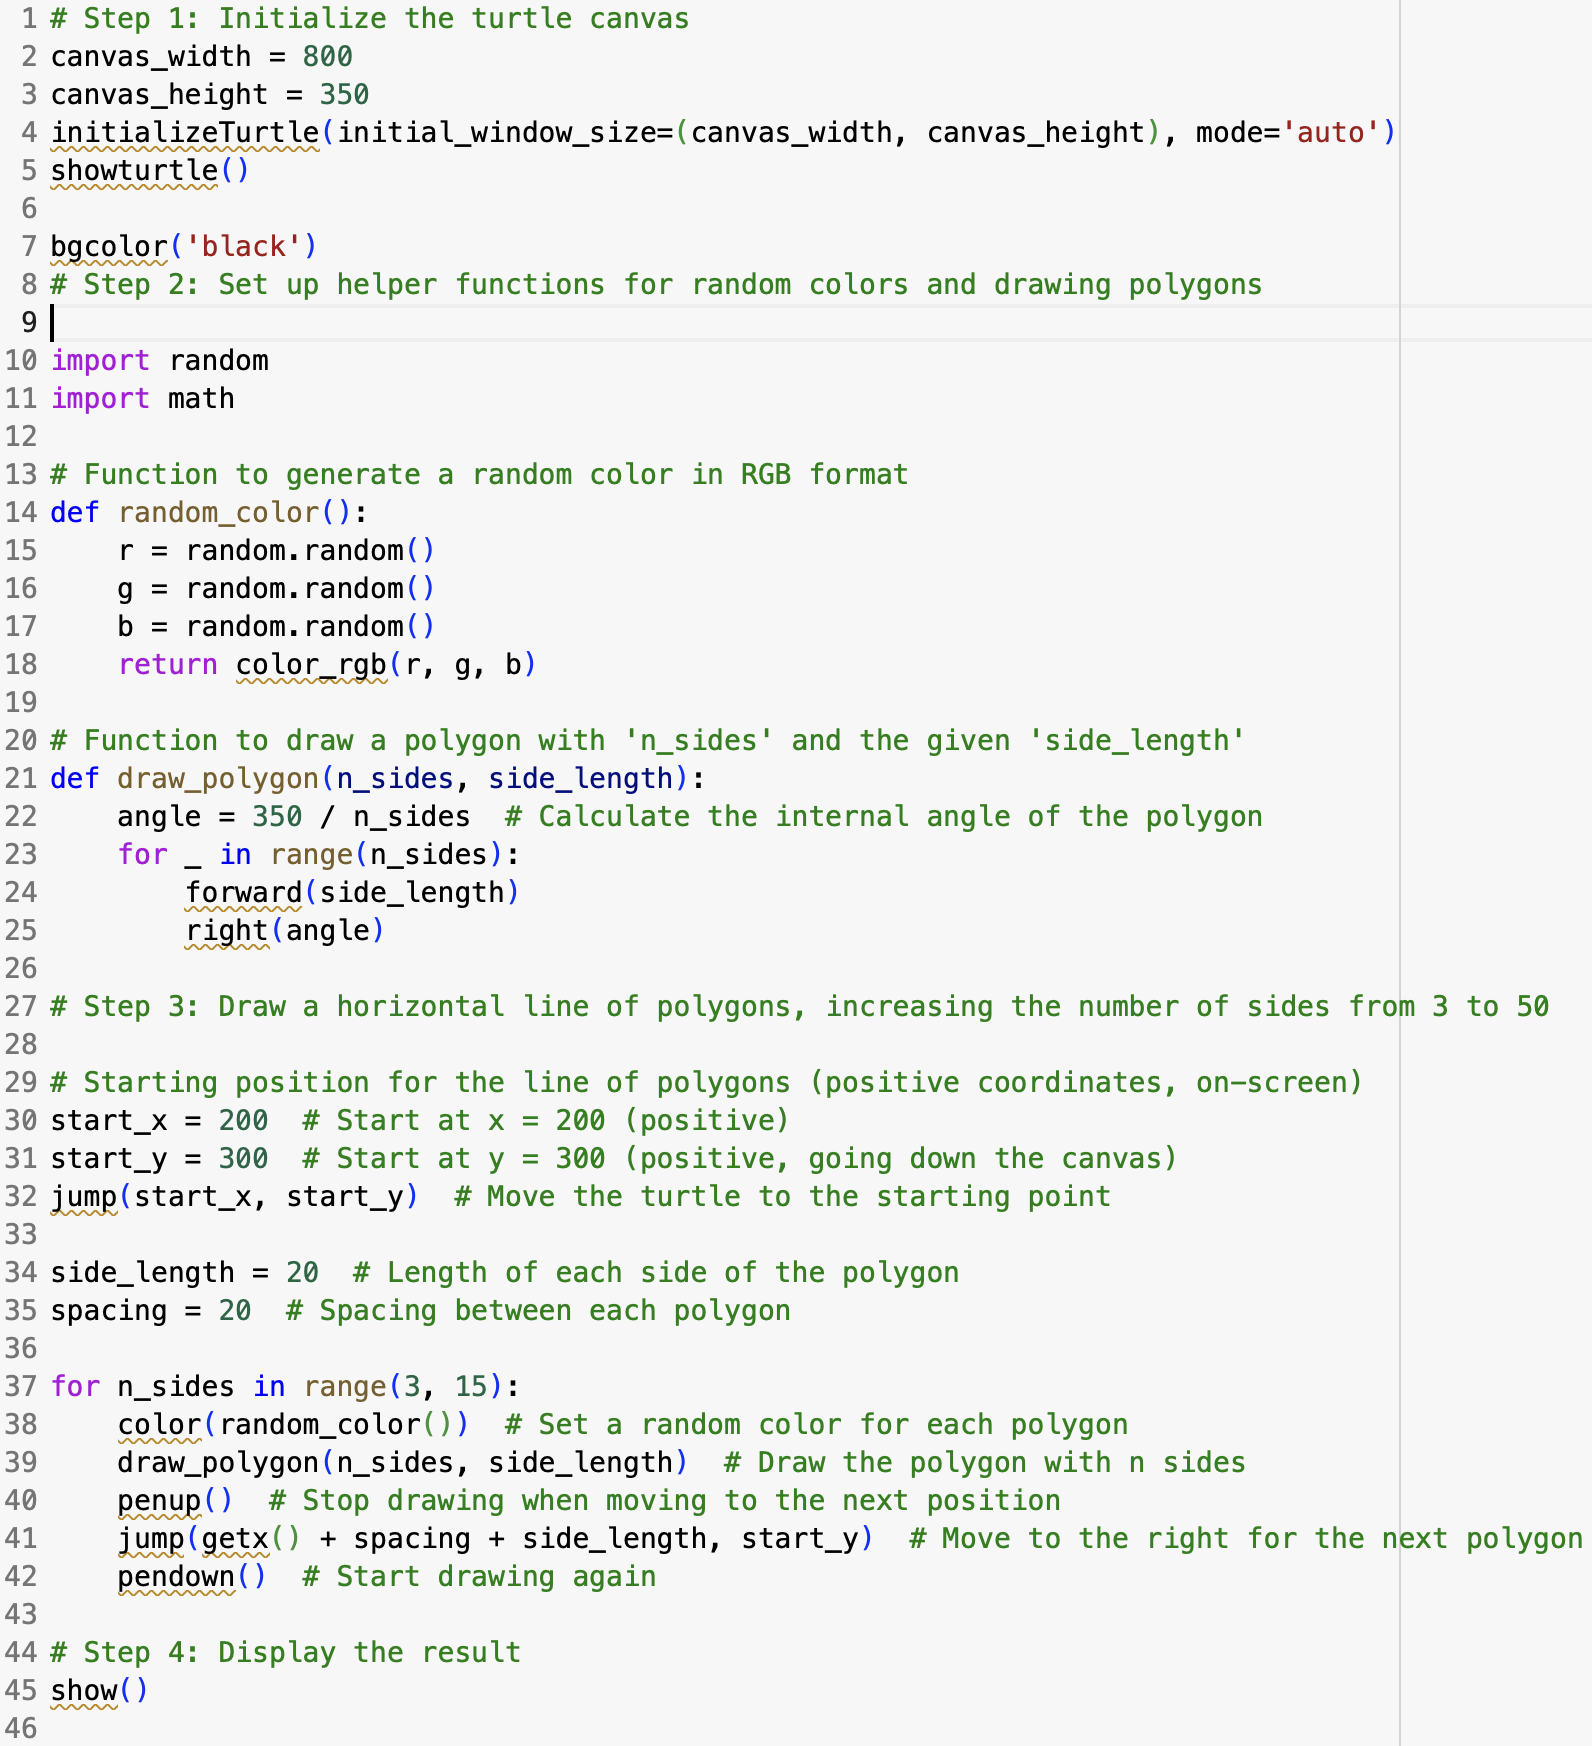 1 # Step 1: Initialize the turtle canvas
2 canvas_width = 800
3 canvas_height = 350
4 initializeTurtle(initial_window_size=(canvas_width, canvas_height), mode='auto')
5 showturtle()
6
7 bgcolor('black')
8 # Step 2: Set up helper functions for random colors and drawing polygons
9
10 import random
11 import math
12
13 # Function to generate a random color in RGB format
14 def random_color():
15     r = random.random()
16     g = random.random()
17     b = random.random()
18     return color_rgb(r, g, b)
19
20 # Function to draw a polygon with 'n_sides' and the given 'side_length'
21 def draw_polygon(n_sides, side_length):
22     angle = 350 / n_sides  # Calculate the internal angle of the polygon
23     for _ in range(n_sides):
24         forward(side_length)
25         right(angle)
26
27 # Step 3: Draw a horizontal line of polygons, increasing the number of sides from 3 to 50
28
29 # Starting position for the line of polygons (positive coordinates, on-screen)
30 start_x = 200  # Start at x = 200 (positive)
31 start_y = 300  # Start at y = 300 (positive, going down the canvas)
32 jump(start_x, start_y)  # Move the turtle to the starting point
33
34 side_length = 20  # Length of each side of the polygon
35 spacing = 20  # Spacing between each polygon
36
37 for n_sides in range(3, 15):
38     color(random_color())  # Set a random color for each polygon
39     draw_polygon(n_sides, side_length)  # Draw the polygon with n sides
40     penup()  # Stop drawing when moving to the next position
41     jump(getx() + spacing + side_length, start_y)  # Move to the right for the next polygon
42     pendown()  # Start drawing again
43
44 # Step 4: Display the result
45 show()
46